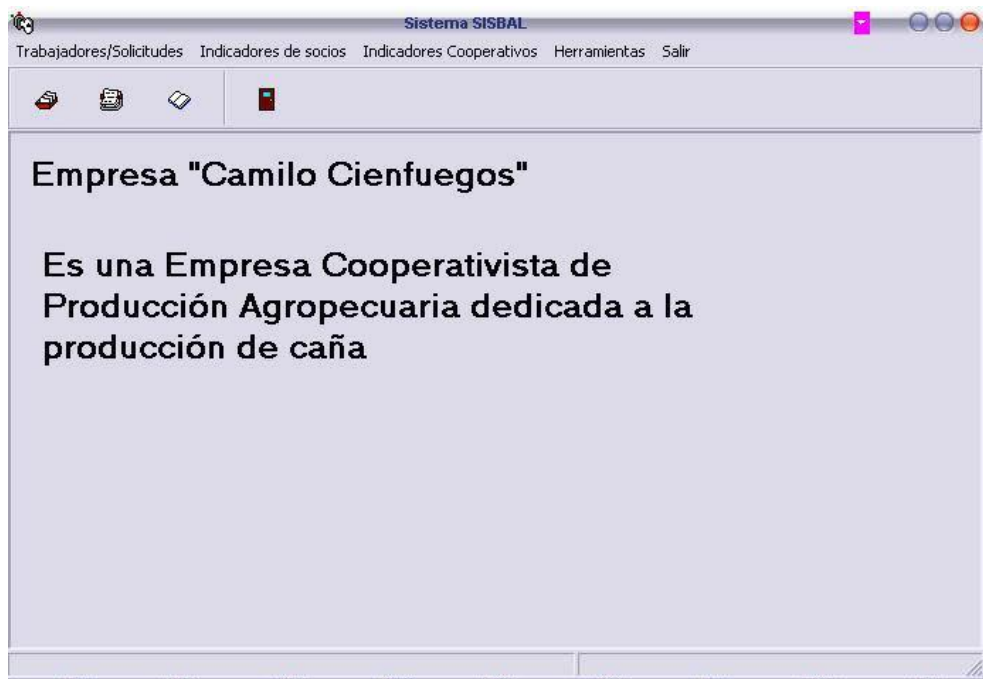 Sistema SISBAL
Trabajadores/Solicitudes Indicadores de socios Indicadores Cooperativos Herramientas Salir
Empresa "Camilo Cienfuegos"
Es una Empresa Cooperativista de
Producción Agropecuaria dedicada a la
producción de caña